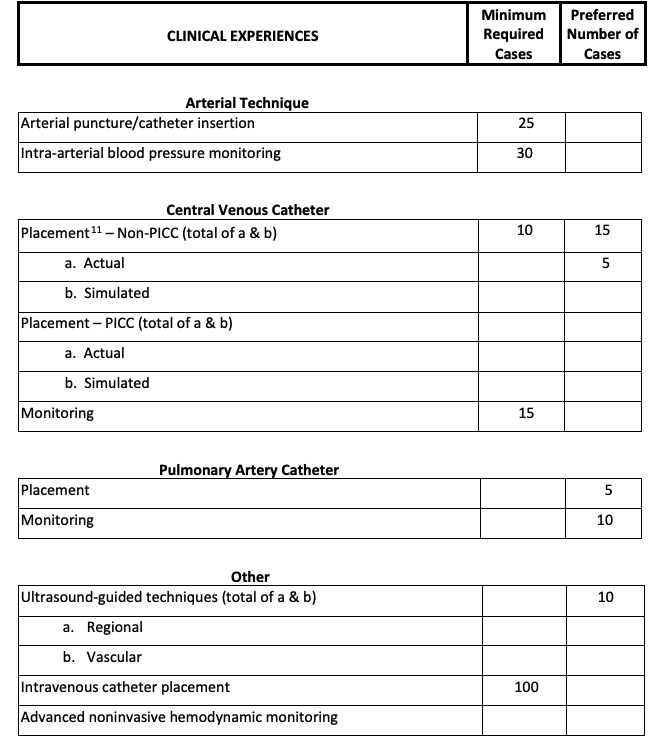 CLINICAL EXPERIENCES Minimum Required Cases Preferred Number of Cases
Arterial Technique
Arterial puncture/catheter insertion 25
Intra-arterial blood pressure monitoring 30
Central Venous Catheter
Placement¹¹ – Non-PICC (total of a & b) 10 15
a. Actual 5
b. Simulated
Placement – PICC (total of a & b)
a. Actual
b. Simulated
Monitoring 15
Pulmonary Artery Catheter
Placement 5
Monitoring 10
Other
Ultrasound-guided techniques (total of a & b) 10
a. Regional
b. Vascular
Intravenous catheter placement 100
Advanced noninvasive hemodynamic monitoring